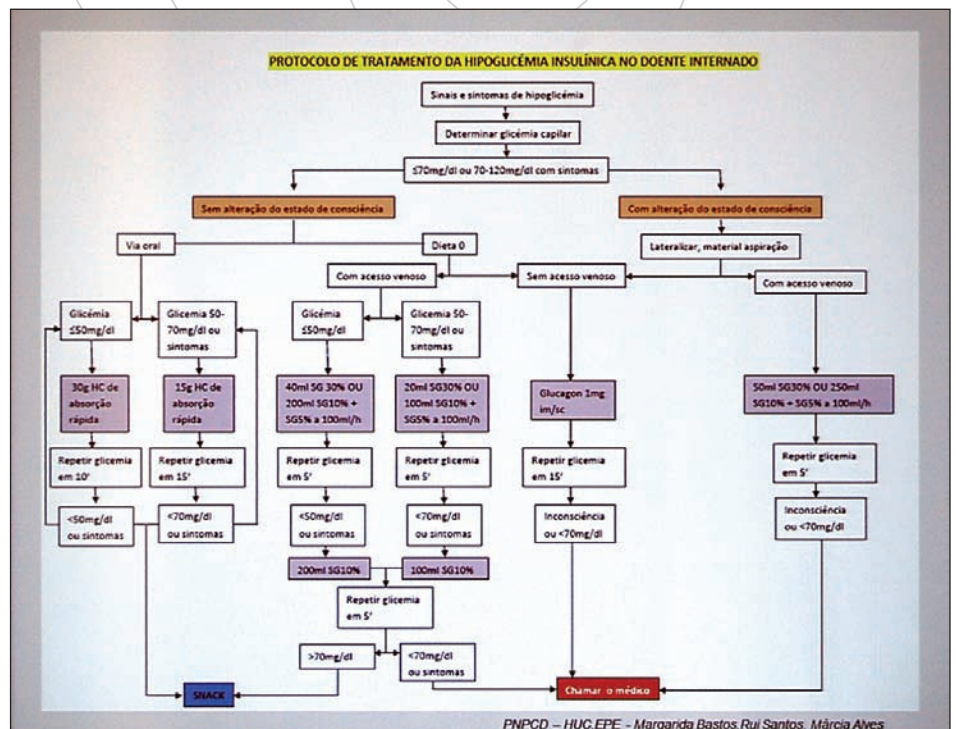 PROTOCOLO DE TRATAMENTO DA HIPOGLICÉMIA INSULÍNICA NO DOENTE INTERNADO
Sinais e sintomas de hipoglicémia
Determinar glicémia capilar
≤70mg/dl ou 70-120mg/dl com sintomas
Sem alteração do estado de consciência
Com alteração do estado de consciência
Via oral
Dieta 0
Lateralizar, material aspiração
Com acesso venoso
Sem acesso venoso
Com acesso venoso
Glicémia
≤50mg/dl
Glicemia 50-
70mg/dl ou
sintomas
Glicémia
≤50mg/dl
Glicemia 50-
70mg/dl ou
sintomas
30g HC de
absorção
rápida
15g HC de
absorção
rápida
40ml SG 30% OU
200ml SG10% +
SG5% a 100ml/h
20ml SG30% OU
100ml SG10% +
SG5% a 100ml/h
Glucagon 1mg
im/sc
50ml SG30% OU 250ml
SG10% + SG5% a 100ml/h
Repetir glicemia
em 10'
Repetir glicemia
em 15'
Repetir glicemia
em 5'
Repetir glicemia
em 5'
Repetir glicemia
em 15'
Repetir glicemia
em 5'
<50mg/dl
ou sintomas
<70mg/dl
ou sintomas
<50mg/dl
ou sintomas
<70mg/dl
ou sintomas
Inconsciência
ou <70mg/dl
Inconsciência
ou <70mg/dl
200ml SG10%
100ml SG10%
Repetir glicemia
em 5'
>70mg/dl
<70mg/dl
ou sintomas
SNACK
Chamar o médico
PNPCD – HUC,EPE - Margarida Bastos,Rui Santos, Márcia Alves